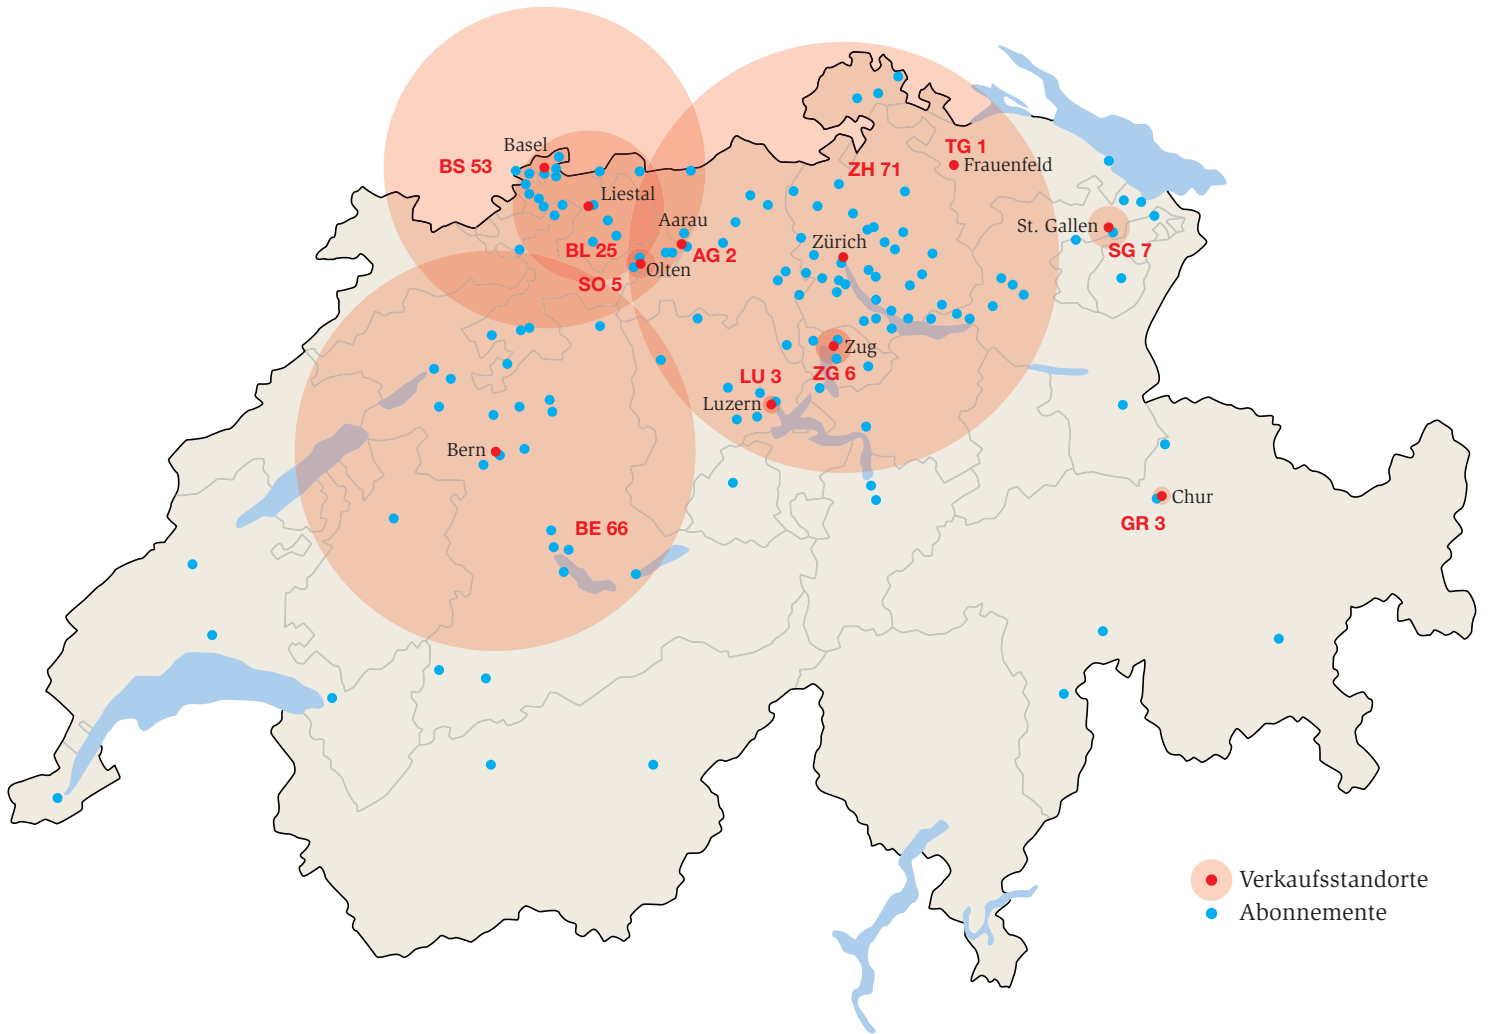 Basel
BS 53
TG 1
Frauenfeld
ZH 71
Liestal
Aarau
St. Gallen
Zürich
BL 25
AG 2
SG 7
Olten
SO 5
Zug
LU 3
ZG 6
Luzern
Bern
Chur
GR 3
BE 66
Verkaufsstandorte
Abonnemente